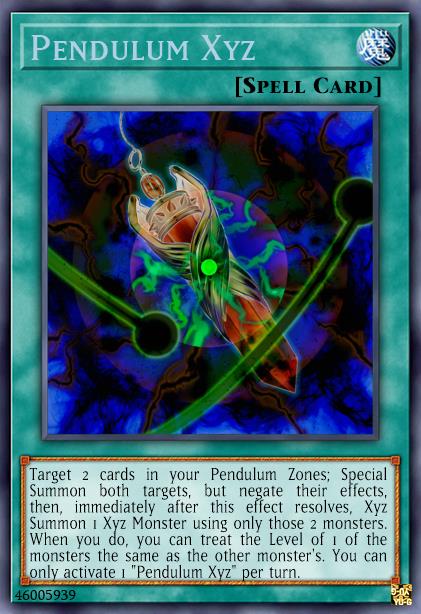 Pendulum Xyz
魔
[Spell Card]
Target 2 cards in your Pendulum Zones; Special
Summon both targets, but negate their effects,
then, immediately after this effect resolves, Xyz
Summon 1 Xyz Monster using only those 2 monsters.
When you do, you can treat the Level of 1 of the
monsters the same as the other monster's. You can
only activate 1 "Pendulum Xyz" per turn.
46005939